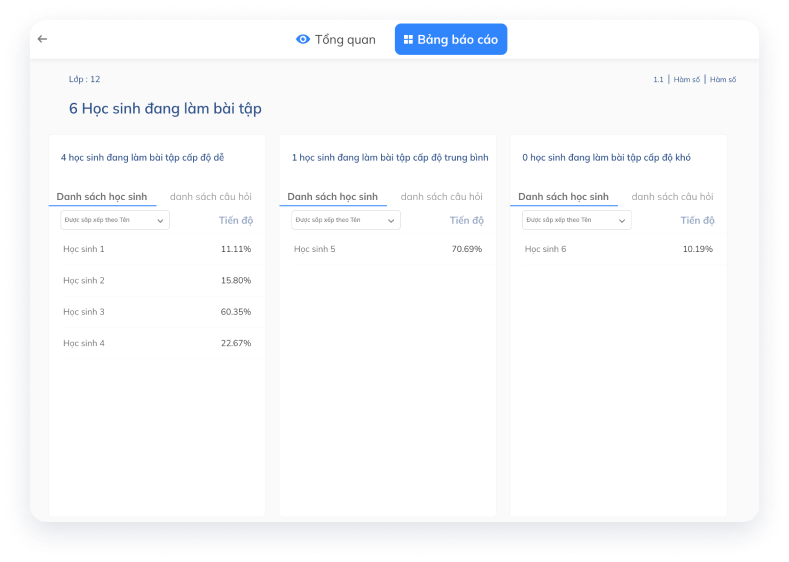 Tổng quan
Bảng báo cáo
Lớp : 12
1.1 | Hàm số | Hàm số
6 Học sinh đang làm bài tập
4 học sinh đang làm bài tập cấp độ dễ
Danh sách học sinh danh sách câu hỏi
Được sắp xếp theo Tên Tiến độ
Học sinh 1 11.11%
Học sinh 2 15.80%
Học sinh 3 60.35%
Học sinh 4 22.67%
1 học sinh đang làm bài tập cấp độ trung bình
Danh sách học sinh danh sách câu hỏi
Được sắp xếp theo Tên Tiến độ
Học sinh 5 70.69%
0 học sinh đang làm bài tập cấp độ khó
Danh sách học sinh danh sách câu hỏi
Được sắp xếp theo Tên Tiến độ
Học sinh 6 10.19%